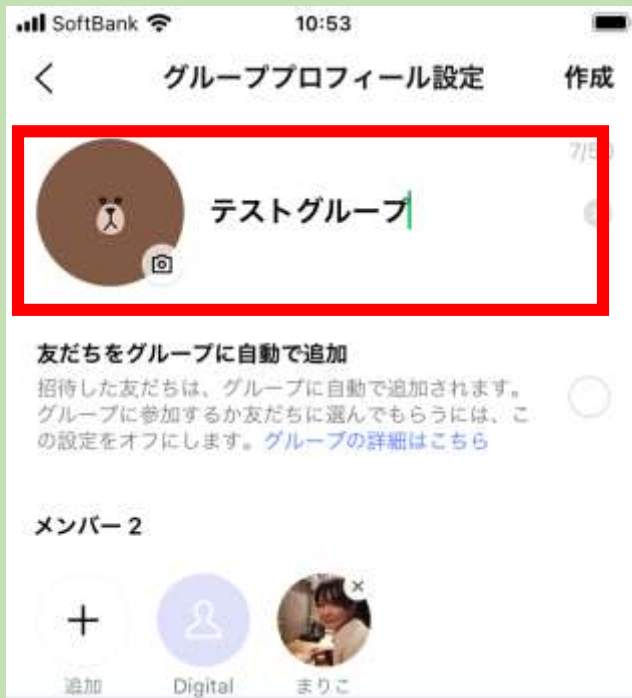 SoftBank 10:53
グループプロフィール設定 作成
7/50
テストグループ
友だちをグループに自動で追加
招待した友だちは、グループに自動で追加されます。
グループに参加するか友だちに選んでもらうには、こ
の設定をオフにします。グループの詳細はこちら
メンバー 2
追加 Digital まりこ